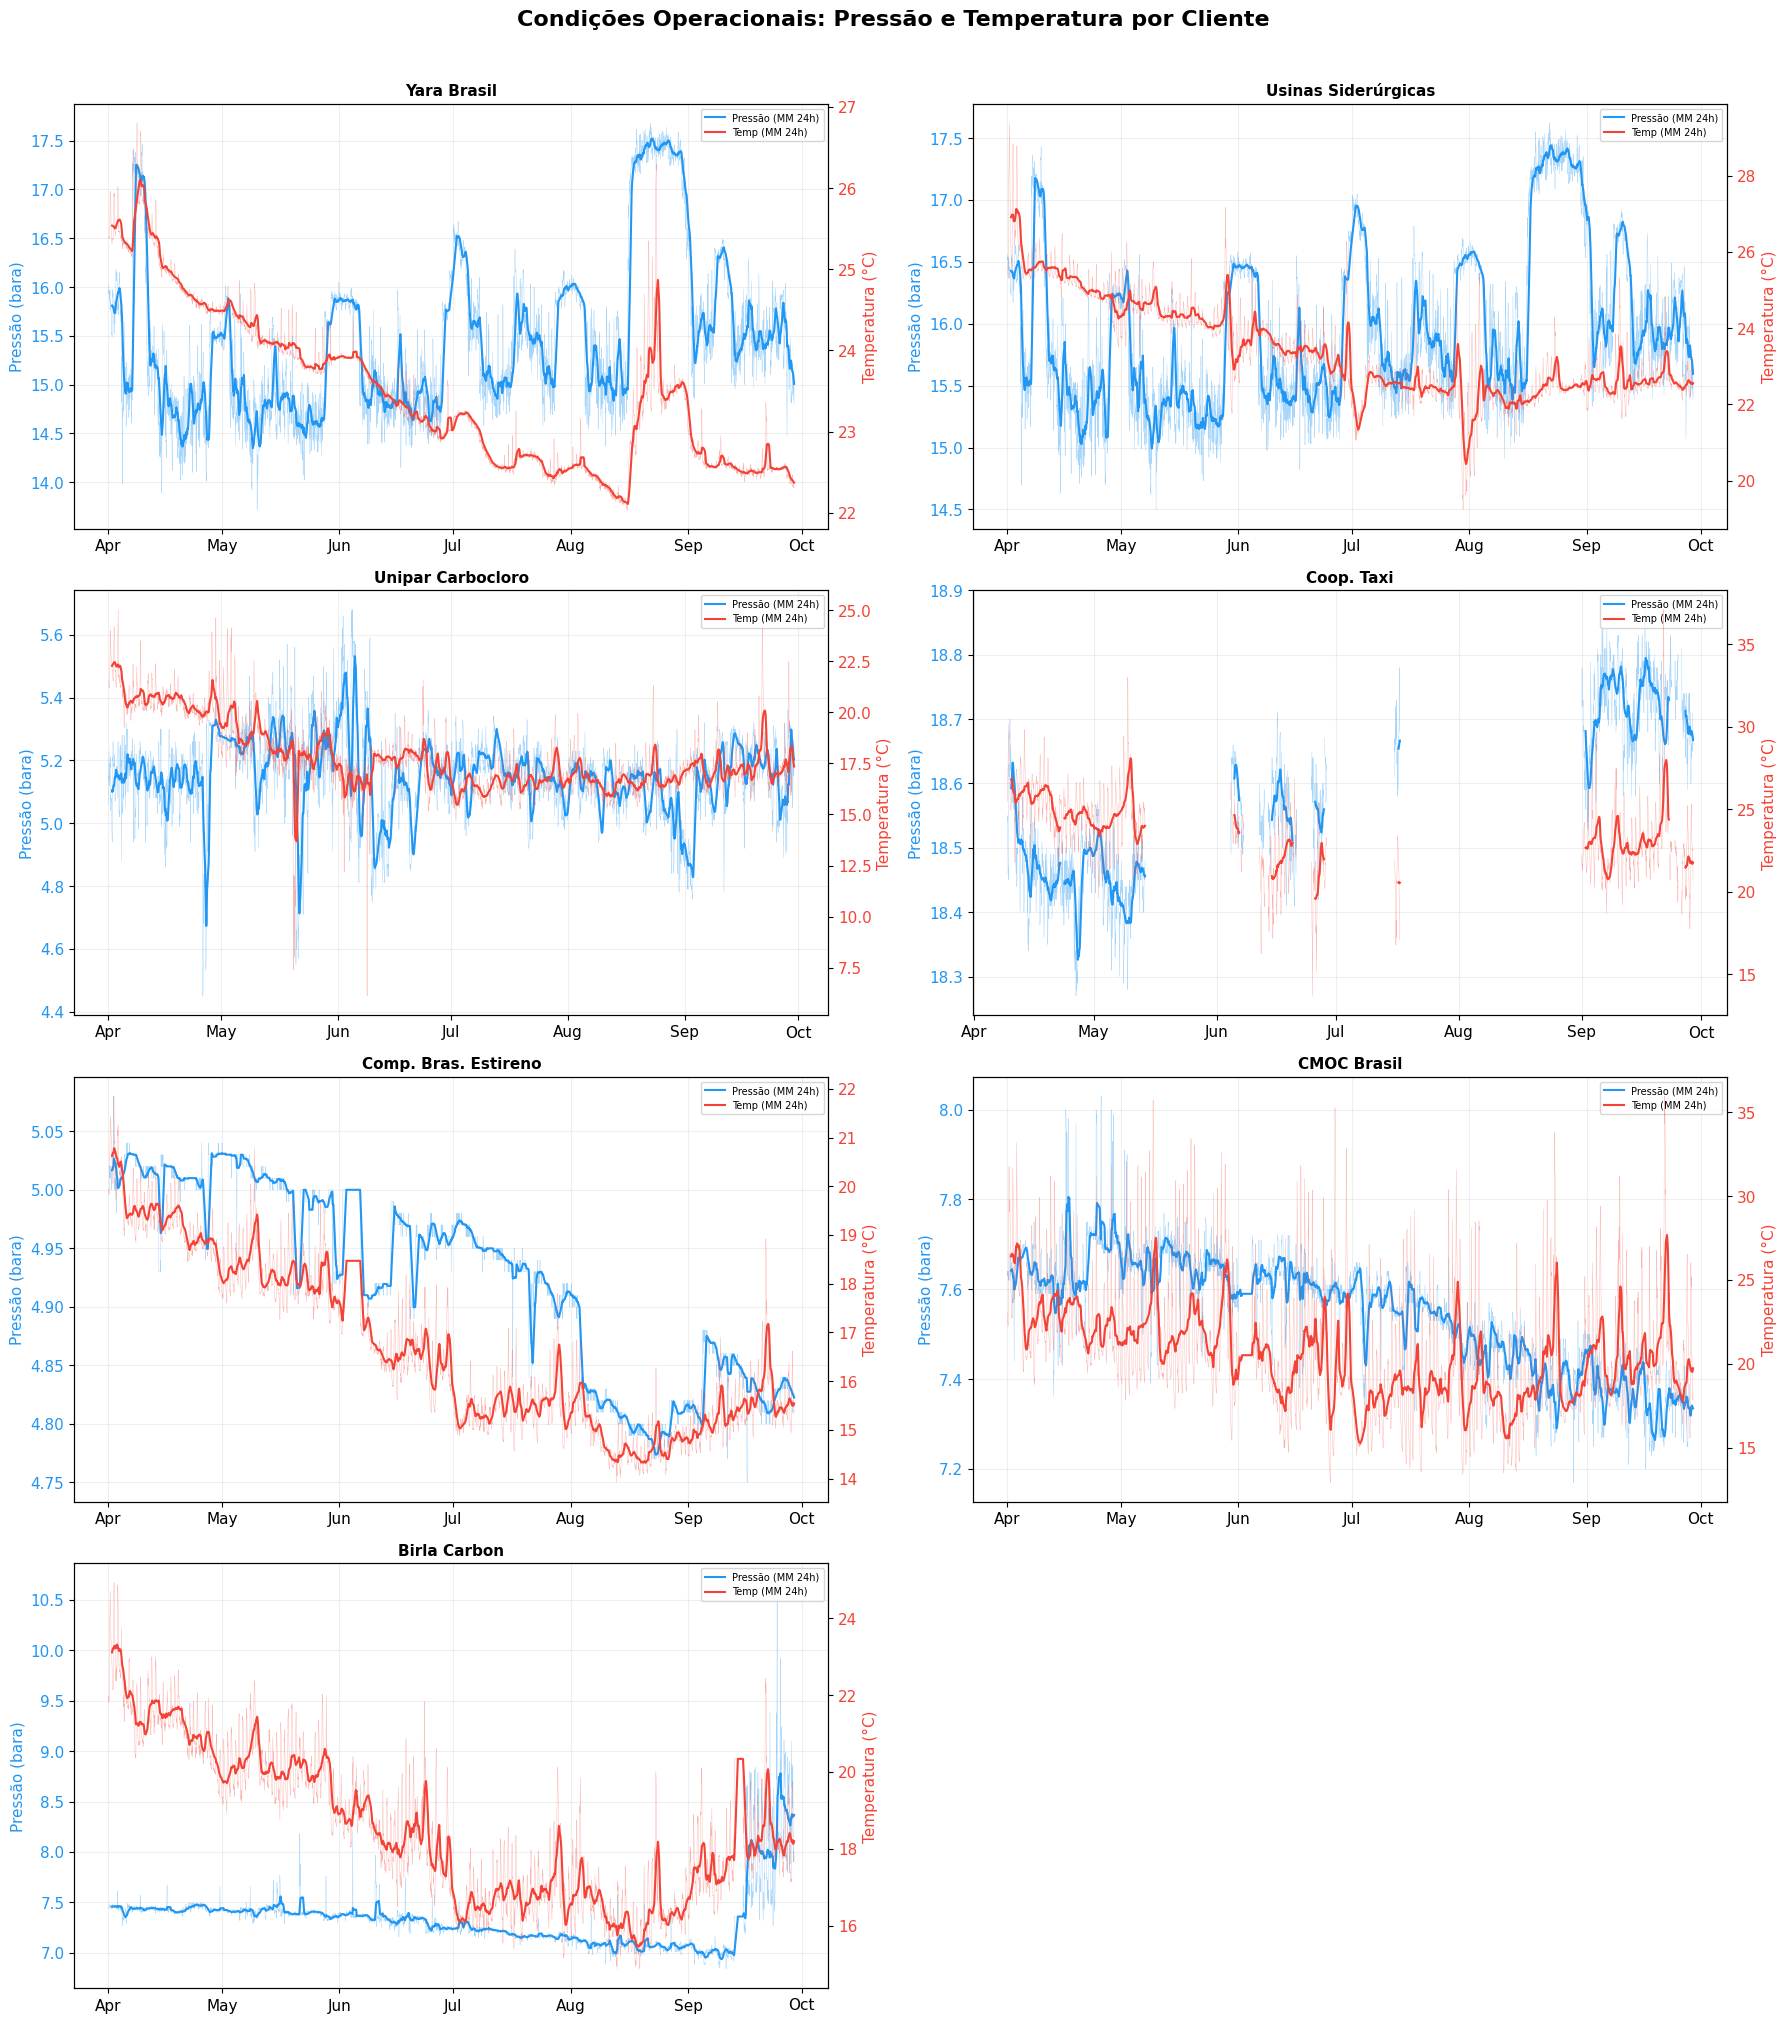 Condições Operacionais: Pressão e Temperatura por Cliente
Yara Brasil
Pressão (bara)
17.5
17.0
16.5
16.0
15.5
15.0
14.5
14.0
Pressão (MM 24h)
Temp (MM 24h)
27
26
25
24
23
22
Temperatura (°C)
Apr May Jun Jul Aug Sep Oct
Usinas Siderúrgicas
Pressão (bara)
17.5
17.0
16.5
16.0
15.5
15.0
14.5
Pressão (MM 24h)
Temp (MM 24h)
28
26
24
22
20
Temperatura (°C)
Apr May Jun Jul Aug Sep Oct
Unipar Carbocloro
Pressão (bara)
5.6
5.4
5.2
5.0
4.8
4.6
4.4
Pressão (MM 24h)
Temp (MM 24h)
25.0
22.5
20.0
17.5
15.0
12.5
10.0
7.5
Temperatura (°C)
Apr May Jun Jul Aug Sep Oct
Coop. Taxi
Pressão (bara)
18.9
18.8
18.7
18.6
18.5
18.4
18.3
Pressão (MM 24h)
Temp (MM 24h)
35
30
25
20
15
Temperatura (°C)
Apr May Jun Jul Aug Sep Oct
Comp. Bras. Estireno
Pressão (bara)
5.05
5.00
4.95
4.90
4.85
4.80
4.75
Pressão (MM 24h)
Temp (MM 24h)
22
21
20
19
18
17
16
15
14
Temperatura (°C)
Apr May Jun Jul Aug Sep Oct
CMOC Brasil
Pressão (bara)
8.0
7.8
7.6
7.4
7.2
Pressão (MM 24h)
Temp (MM 24h)
35
30
25
20
15
Temperatura (°C)
Apr May Jun Jul Aug Sep Oct
Birla Carbon
Pressão (bara)
10.5
10.0
9.5
9.0
8.5
8.0
7.5
7.0
Pressão (MM 24h)
Temp (MM 24h)
24
22
20
18
16
Temperatura (°C)
Apr May Jun Jul Aug Sep Oct